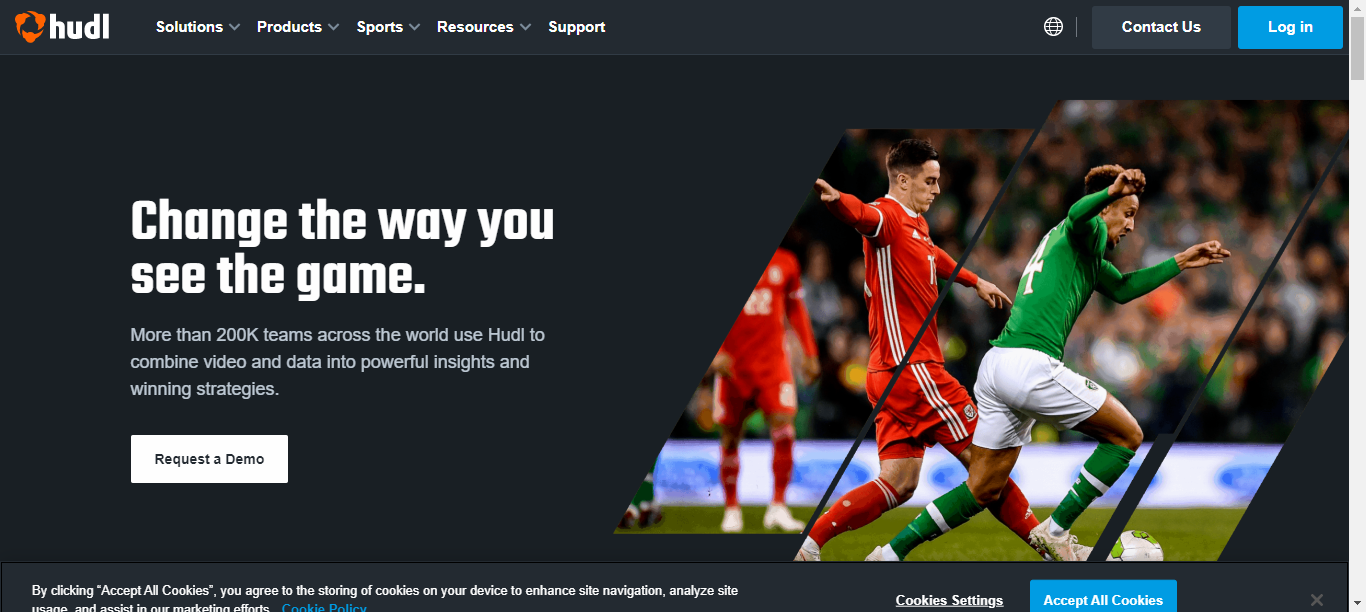 hudl
Solutions Products Sports Resources Support
Contact Us
Log in
Change the way you
see the game.
More than 200K teams across the world use Hudl to
combine video and data into powerful insights and
winning strategies.
Request a Demo
22
11
4
By clicking “Accept All Cookies”, you agree to the storing of cookies on your device to enhance site navigation, analyze site
usage, and assist in our marketing efforts. Cookie Policy
Cookies Settings
Accept All Cookies